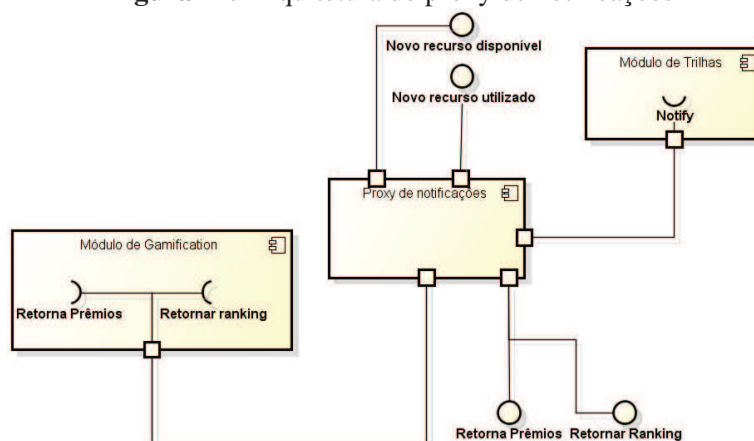 Novo recurso disponível
Módulo de Trilhas
Novo recurso utilizado
Notify
Proxy de notificações
Módulo de Gamification
Retorna Prêmios
Retornar ranking
Retorna Prêmios
Retornar Ranking